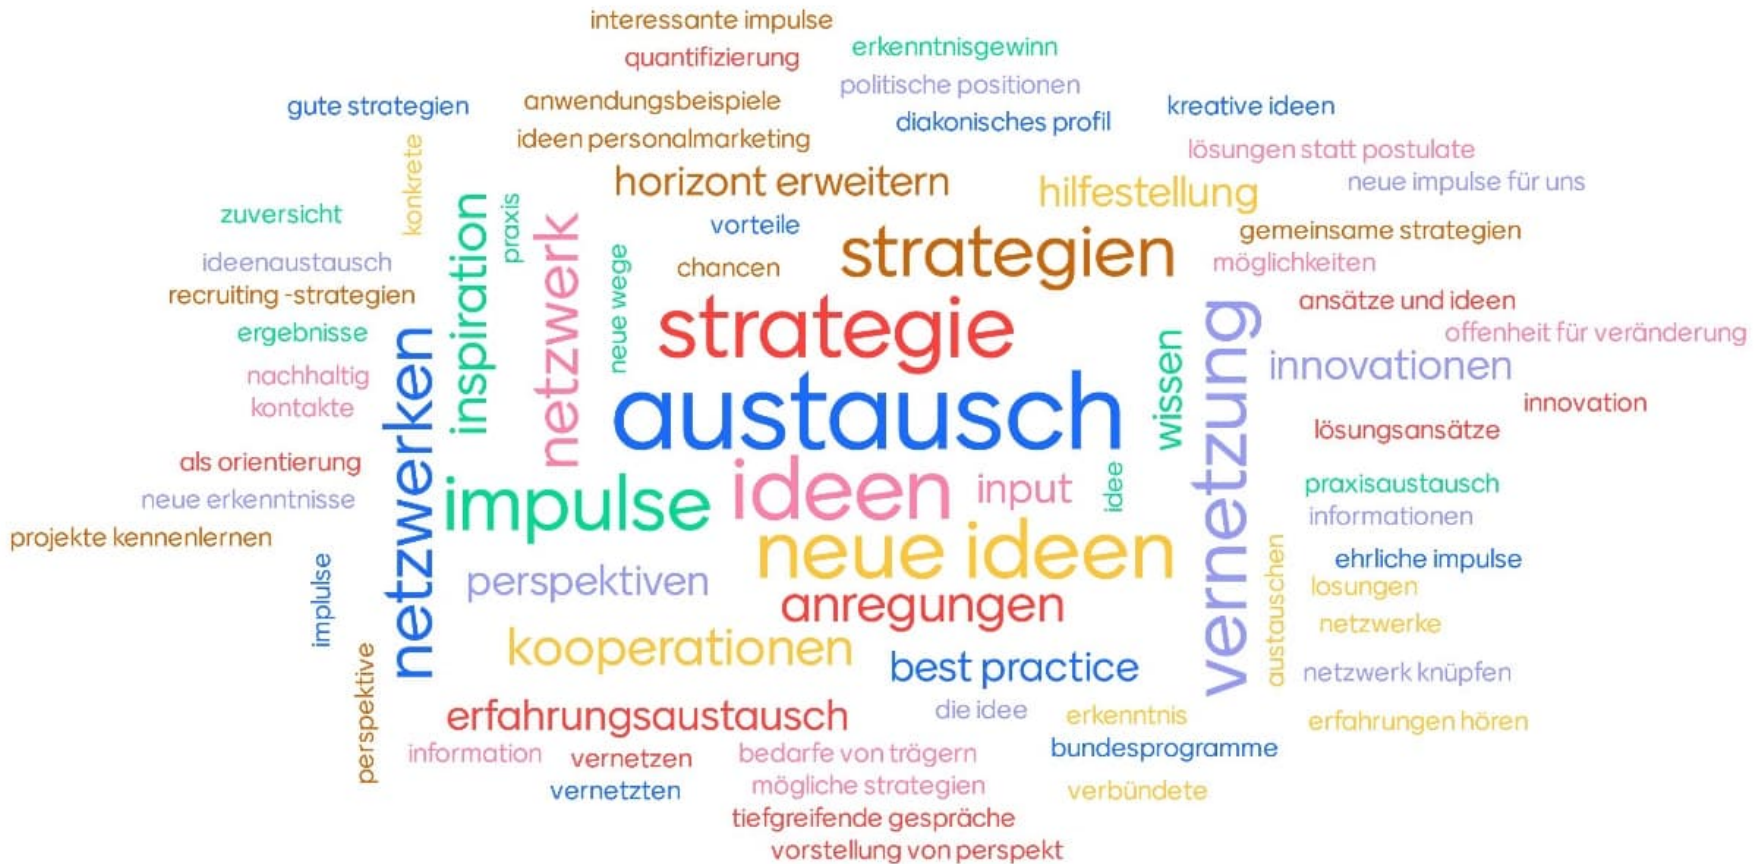 interessante impulse
quantifizierung
erkenntnisgewinn
politische positionen
gute strategien
anwendungsbeispiele
diakonisches profil
kreative ideen
ideen personalmarketing
lösungen statt postulate
konkrete
horizont erweitern
hilfestellung
neue impulse für uns
zuversicht
inspiration
praxis
netzwerk
vorteile
strategien
gemeinsame strategien
ideenaustausch
neue wege
chancen
möglichkeiten
recruiting -strategien
ansätze und ideen
ergebnisse
strategie
offenheit für veränderung
netzwerken
wissen
vernetzung
innovationen
nachhaltig
kontakte
austausch
innovation
lösungsansätze
als orientierung
impulse
ideen
input
idee
praxisaustausch
neue erkenntnisse
informationen
projekte kennenlernen
neue ideen
austauschen
ehrliche impulse
implulse
perspektiven
anregungen
losungen
netzwerke
perspektive
kooperationen
best practice
netzwerk knüpfen
erfahrungsaustausch
die idee
erkenntnis
erfahrungen hören
information
vernetzen
bedarfe von trägern
bundesprogramme
vernetzten
mögliche strategien
verbündete
tiefgreifende gespräche
vorstellung von perspekt